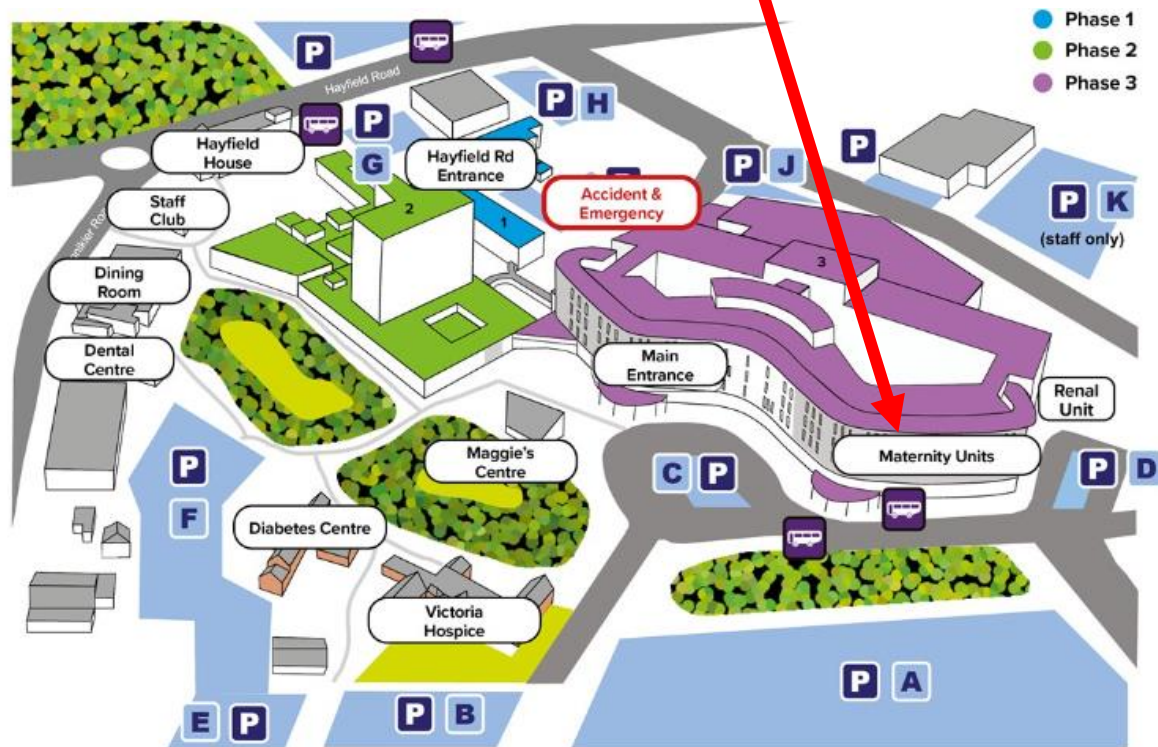 Phase 1
Phase 2
Phase 3
P
Hayfield Road
P
H
P
G
Hayfield
House
Hayfield Rd
Entrance
P
J
P
P
K
(staff only)
Accident &
Emergency
Staff
Club
2
1
3
Dining
Room
Dental
Centre
Main
Entrance
Renal
Unit
Maternity Units
Maggie's
Centre
C
P
P
D
P
F
Diabetes Centre
Victoria
Hospice
P
A
E
P
P
B